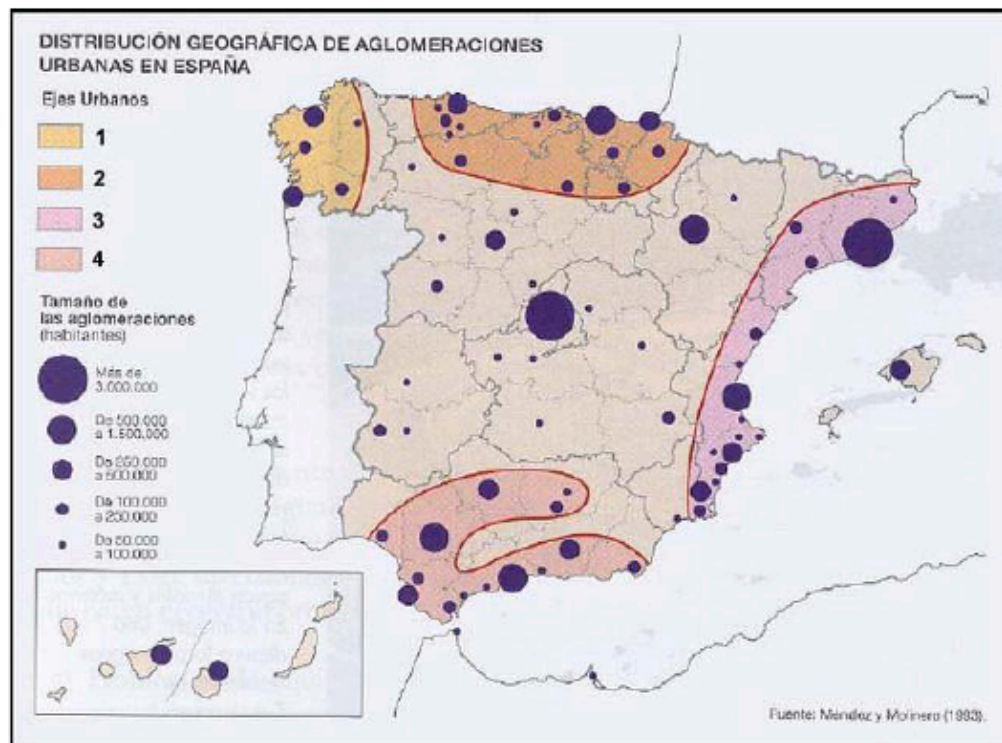 DISTRIBUCIÓN GEOGRÁFICA DE AGLOMERACIONES
URBANAS EN ESPAÑA
Ejes Urbanos
1
2
3
4
Tamaño de
las aglomeraciones
(habitantes)
Más de
3.000.000
De 500.000
a 1.500.000
De 250.000
a 500.000
De 100.000
a 250.000
De 50.000
a 100.000
Fuente: Méndez y Molinero (1993).